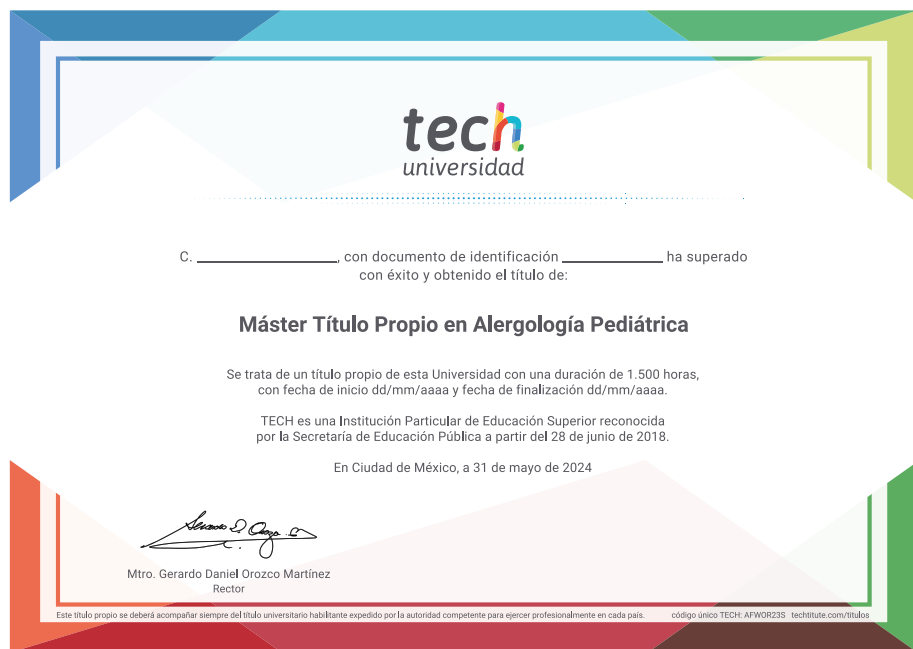 tech
universidad
C. ____________________, con documento de identificación ______________ ha superado
con éxito y obtenido el título de:
Máster Título Propio en Alergología Pediátrica
Se trata de un título propio de esta Universidad con una duración de 1.500 horas,
con fecha de inicio dd/mm/aaaa y fecha de finalización dd/mm/aaaa.
TECH es una Institución Particular de Educación Superior reconocida
por la Secretaría de Educación Pública a partir del 28 de junio de 2018.
En Ciudad de México, a 31 de mayo de 2024
Mtro. Gerardo Daniel Orozco Martínez
Rector
Este título propio se deberá acompañar siempre del título universitario habilitante expedido por la autoridad competente para ejercer profesionalmente en cada país. código único TECH: AFWOR23S techtitute.com/titulos